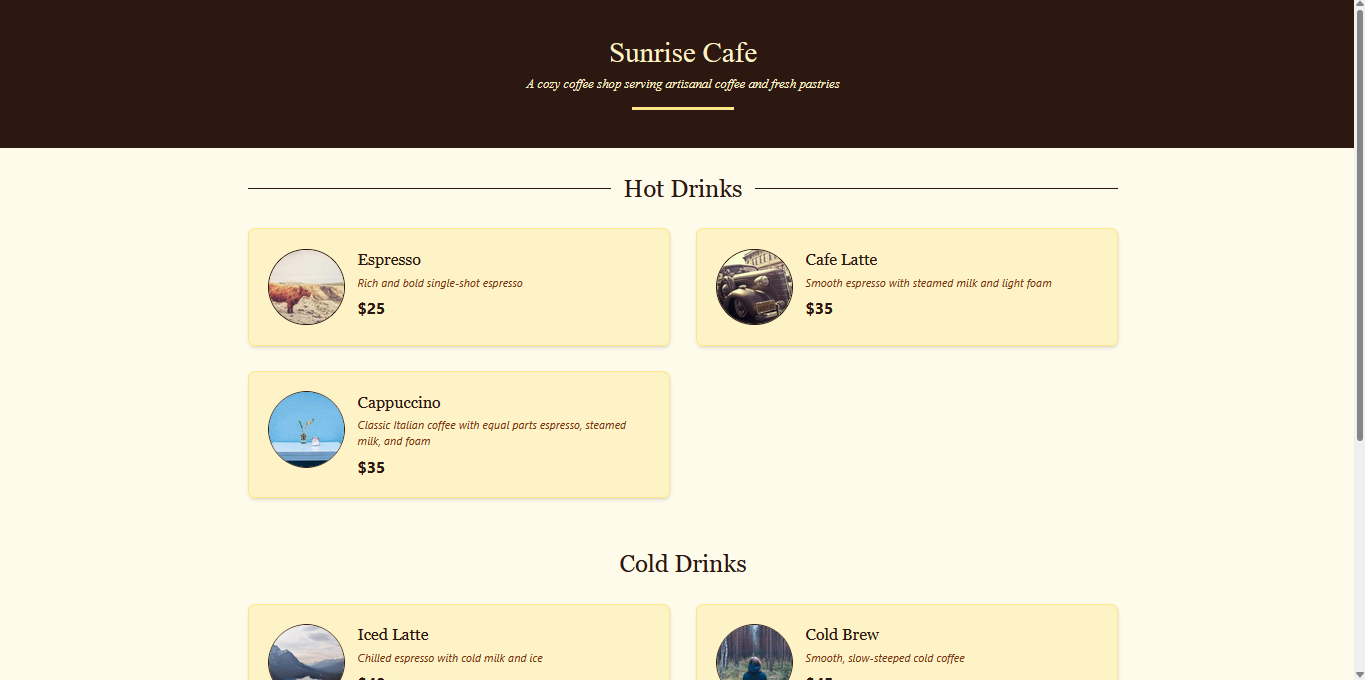 Sunrise Cafe
A cozy coffee shop serving artisanal coffee and fresh pastries
Hot Drinks
Espresso
Rich and bold single-shot espresso
$25
Cafe Latte
Smooth espresso with steamed milk and light foam
$35
Cappuccino
Classic Italian coffee with equal parts espresso, steamed
milk, and foam
$35
Cold Drinks
Iced Latte
Chilled espresso with cold milk and ice
Cold Brew
Smooth, slow-steeped cold coffee